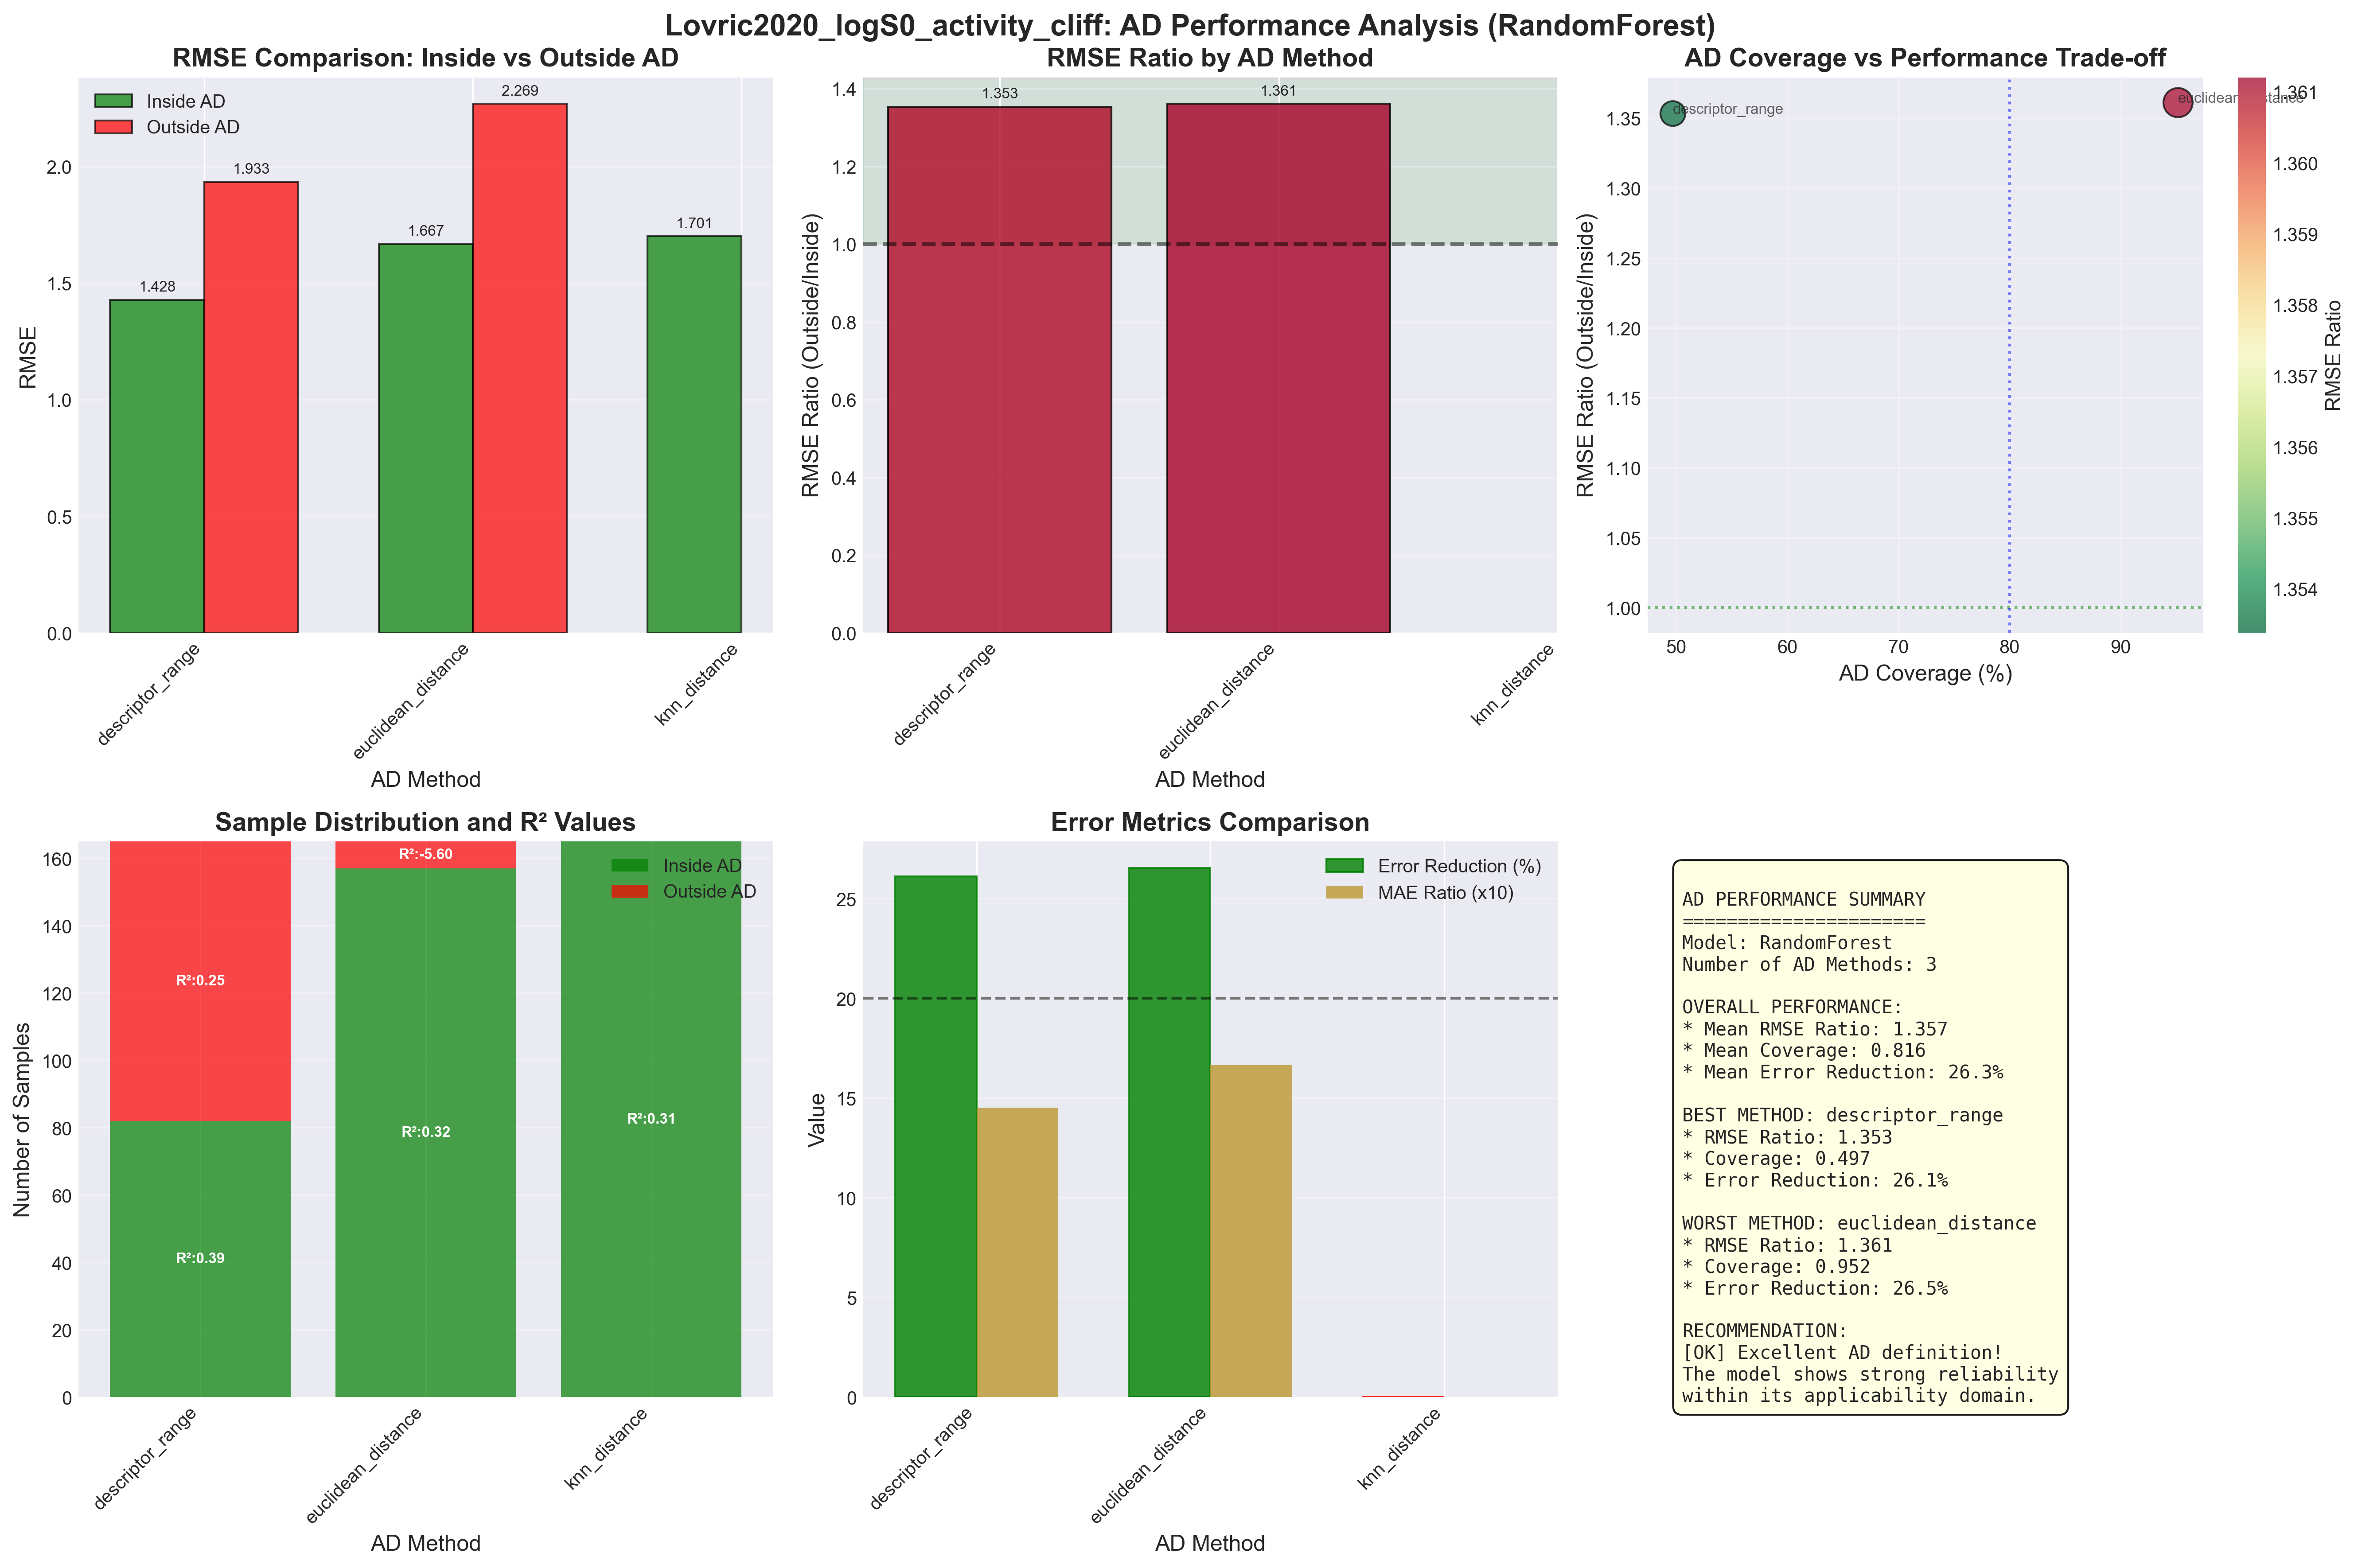 Lovric2020_logS0_activity_cliff: AD Performance Analysis (RandomForest)
RMSE Comparison: Inside vs Outside AD
Inside AD
Outside AD
2.269
1.933
1.667
1.701
1.428
2.0
1.5
1.0
0.5
0.0
RMSE
descriptor_range
euclidean_distance
knn_distance
AD Method
RMSE Ratio by AD Method
1.353
1.361
1.4
1.2
1.0
0.8
0.6
0.4
0.2
0.0
RMSE Ratio (Outside/Inside)
descriptor_range
euclidean_distance
knn_distance
AD Method
AD Coverage vs Performance Trade-off
descriptor_range
euclidean_distance
1.35
1.30
1.25
1.20
1.15
1.10
1.05
1.00
RMSE Ratio (Outside/Inside)
50
60
70
80
90
AD Coverage (%)
1.361
1.360
1.359
1.358
1.357
1.356
1.355
1.354
RMSE Ratio
Sample Distribution and R² Values
Inside AD
Outside AD
R²:-5.60
R²:0.25
R²:0.32
R²:0.31
R²:0.39
160
140
120
100
80
60
40
20
0
Number of Samples
descriptor_range
euclidean_distance
knn_distance
AD Method
Error Metrics Comparison
Error Reduction (%)
MAE Ratio (x10)
25
20
15
10
5
0
Value
descriptor_range
euclidean_distance
knn_distance
AD Method
AD PERFORMANCE SUMMARY
======================
Model: RandomForest
Number of AD Methods: 3
OVERALL PERFORMANCE:
* Mean RMSE Ratio: 1.357
* Mean Coverage: 0.816
* Mean Error Reduction: 26.3%
BEST METHOD: descriptor_range
* RMSE Ratio: 1.353
* Coverage: 0.497
* Error Reduction: 26.1%
WORST METHOD: euclidean_distance
* RMSE Ratio: 1.361
* Coverage: 0.952
* Error Reduction: 26.5%
RECOMMENDATION:
[OK] Excellent AD definition!
The model shows strong reliability
within its applicability domain.